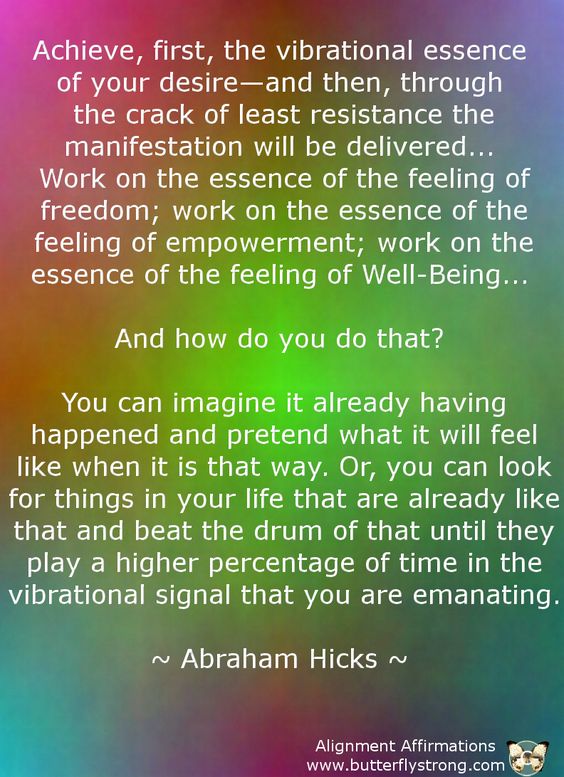 Achieve, first, the vibrational essence
of your desire—and then, through
the crack of least resistance the
manifestation will be delivered...
Work on the essence of the feeling of
freedom; work on the essence of the
feeling of empowerment; work on the
essence of the feeling of Well-Being...
And how do you do that?
You can imagine it already having
happened and pretend what it will feel
like when it is that way. Or, you can look
for things in your life that are already like
that and beat the drum of that until they
play a higher percentage of time in the
vibrational signal that you are emanating.
~ Abraham Hicks ~
Alignment Affirmations
www.butterflystrong.com